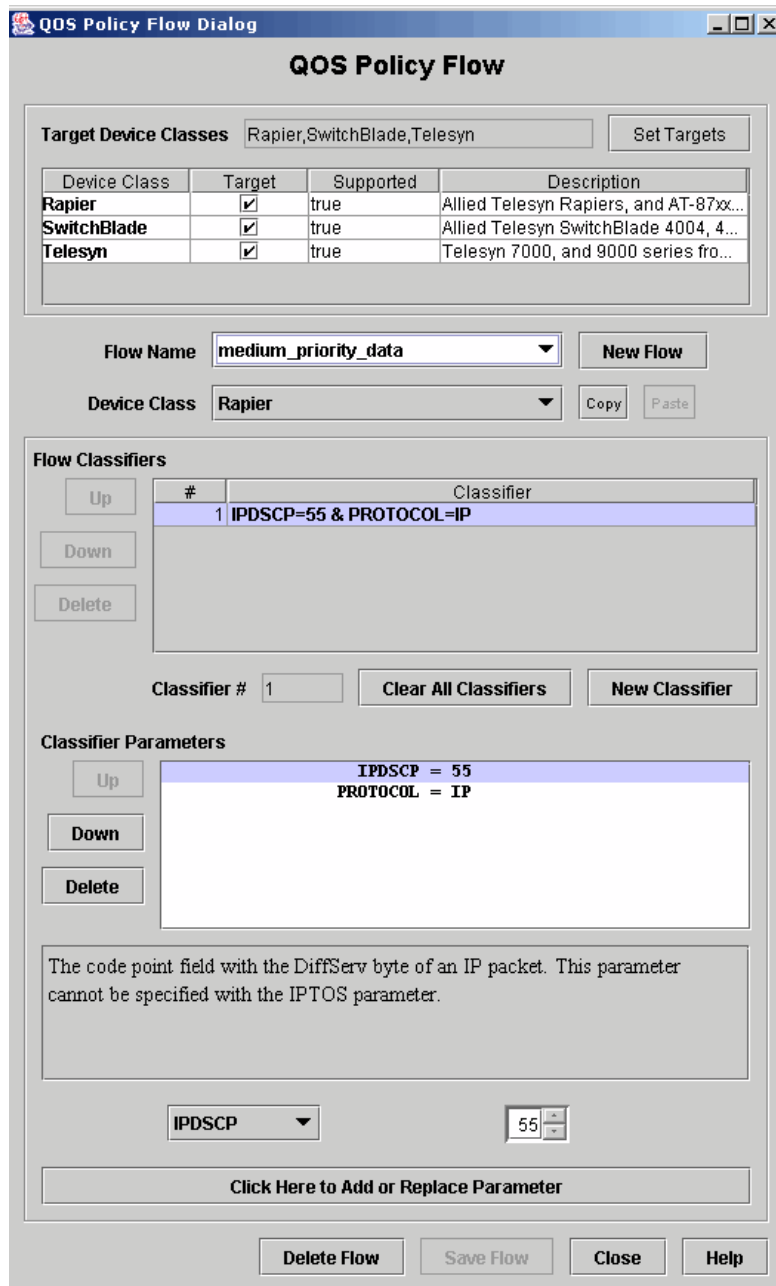 QOS Policy Flow Dialog
QOS Policy Flow
Target Device Classes Rapier,SwitchBlade,Telesyn Set Targets
Device Class Target Supported Description
Rapier true Allied Telesyn Rapiers, and AT-87xx...
SwitchBlade true Allied Telesyn SwitchBlade 4004, 4...
Telesyn true Telesyn 7000, and 9000 series fro...
Flow Name medium_priority_data New Flow
Device Class Rapier Copy Paste
Flow Classifiers
Up # Classifier
1 IPDSCP=55 & PROTOCOL=IP
Down
Delete
Classifier # 1 Clear All Classifiers New Classifier
Classifier Parameters
Up IPDSCP = 55
PROTOCOL = IP
Down
Delete
The code point field with the DiffServ byte of an IP packet. This parameter
cannot be specified with the IPTOS parameter.
IPDSCP 55
Click Here to Add or Replace Parameter
Delete Flow Save Flow Close Help